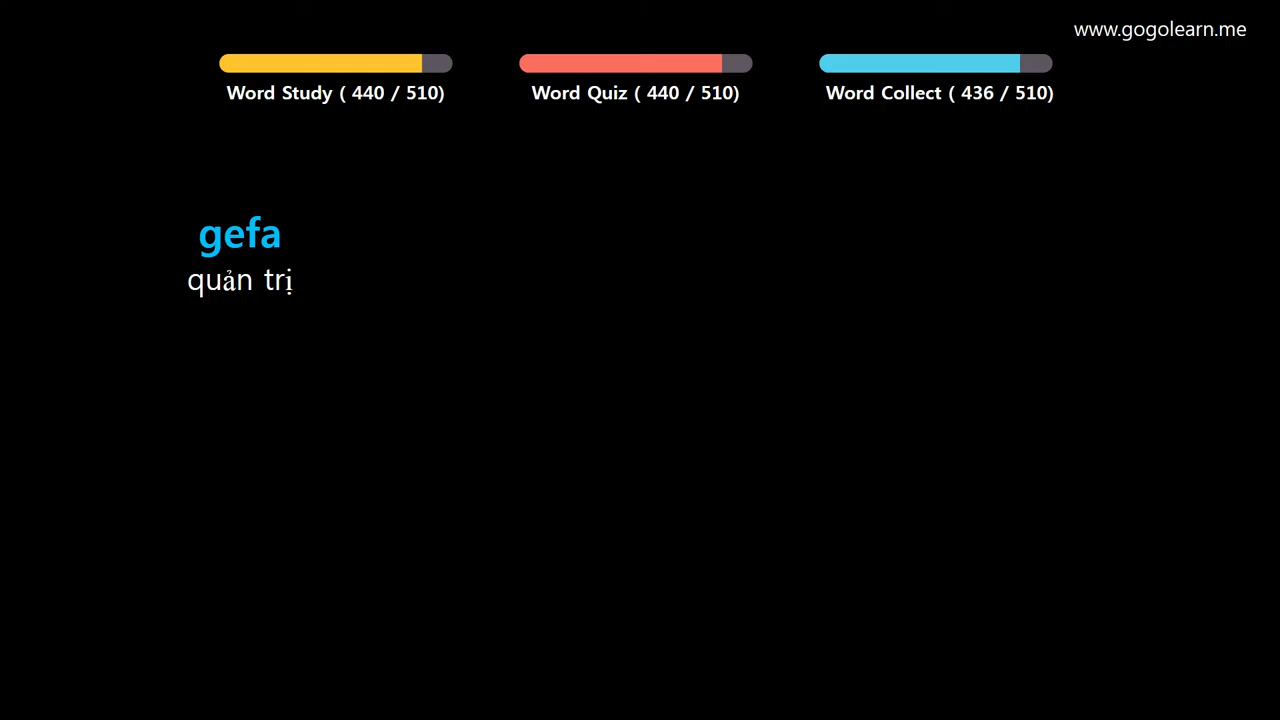 www.gogolearn.me
Word Study ( 440 / 510)
Word Quiz ( 440 / 510)
Word Collect ( 436 / 510)
gefa
quản trị